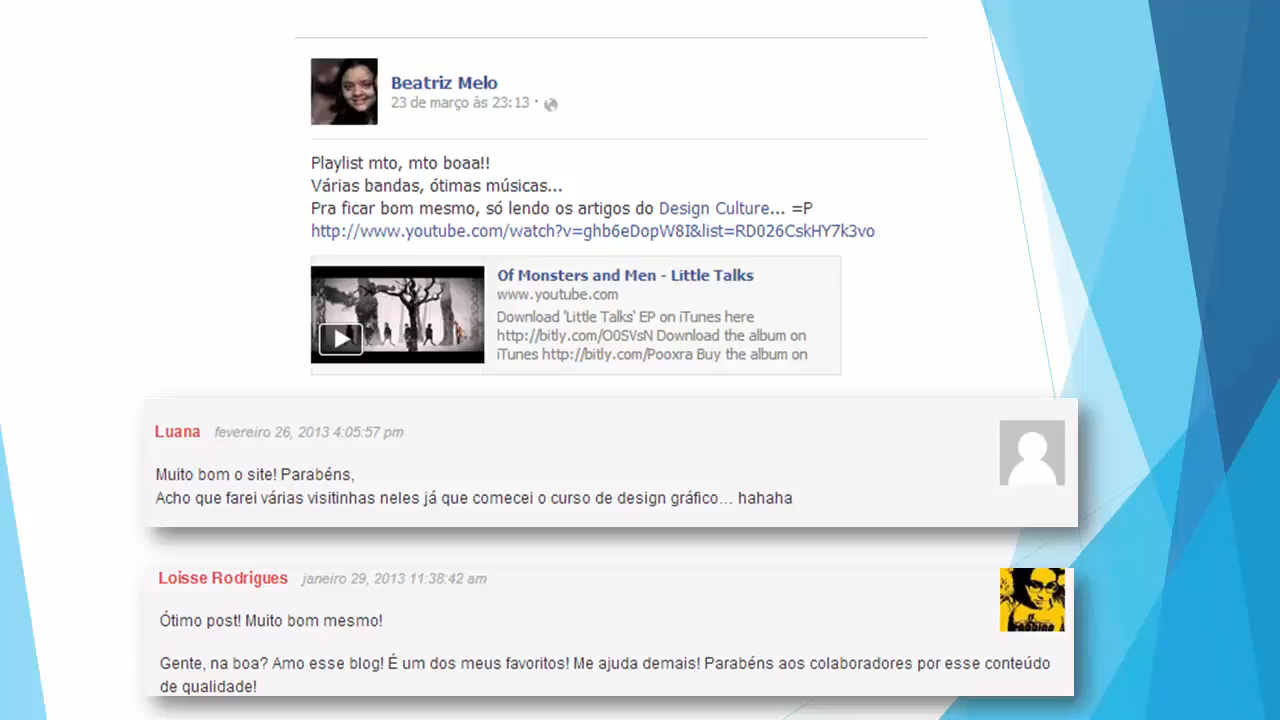 Beatriz Melo
23 de março às 23:13 ·
Playlist mto, mto boaa!!
Várias bandas, ótimas músicas...
Pra ficar bom mesmo, só lendo os artigos do Design Culture... =P
http://www.youtube.com/watch?v=ghb6eDopW8I&list=RD026CskHY7k3vo
Of Monsters and Men - Little Talks
www.youtube.com
Download 'Little Talks' EP on iTunes here
http://bitly.com/O0SVsN Download the album on
iTunes http://bitly.com/Pooxra Buy the album on
Luana fevereiro 26, 2013 4:05:57 pm
Muito bom o site! Parabéns,
Acho que farei várias visitinhas neles já que comecei o curso de design gráfico... hahaha
Loisse Rodrigues janeiro 29, 2013 11:38:42 am
Ótimo post! Muito bom mesmo!
Gente, na boa? Amo esse blog! É um dos meus favoritos! Me ajuda demais! Parabéns aos colaboradores por esse conteúdo
de qualidade!